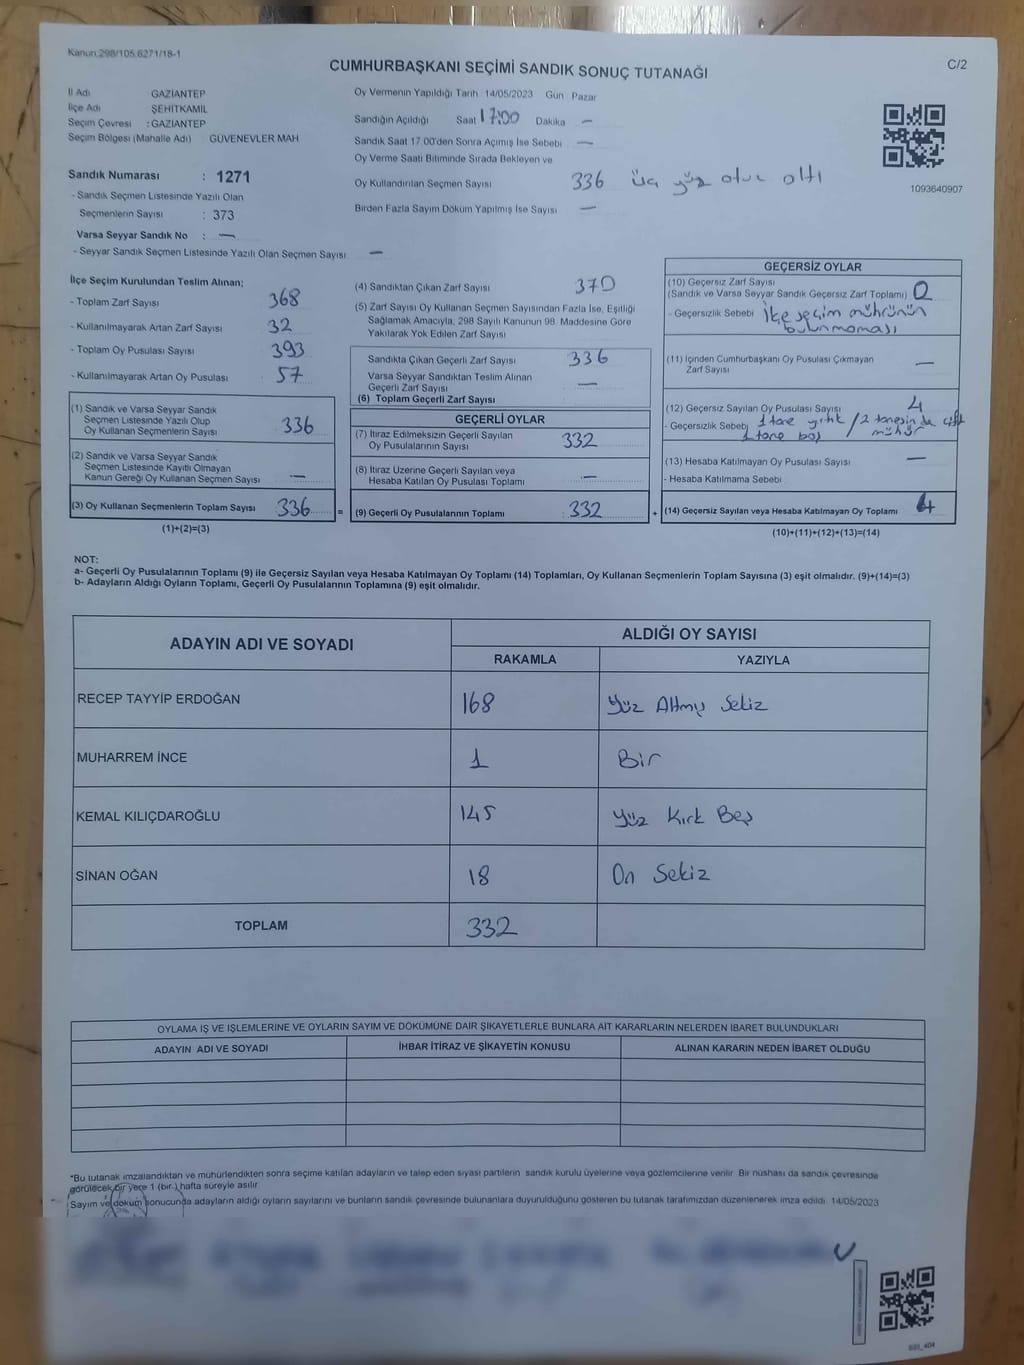 Kanun.298/105.6271/18-1
CUMHURBAŞKANI SEÇİMİ SANDIK SONUÇ TUTANAĞI
C/2
İl Adı : GAZİANTEP
İlçe Adı : ŞEHİTKAMİL
Seçim Çevresi : GAZİANTEP
Seçim Bölgesi (Mahalle Adı) : GÜVENEVLER MAH
Sandık Numarası : 1271
- Sandık Seçmen Listesinde Yazılı Olan
Seçmenlerin Sayısı : 373
Varsa Seyyar Sandık No : —
- Seyyar Sandık Seçmen Listesinde Yazılı Olan Seçmen Sayısı —
Oy Vermenin Yapıldığı Tarih 14/05/2023 Gün Pazar
Sandığın Açıldığı Saat 17:00 Dakika —
Sandık Saat 17:00'den Sonra Açımış İse Sebebi —
Oy Verme Saati Bitiminde Sırada Bekleyen ve
Oy Kullandırılan Seçmen Sayısı 336 üç yüz otuz altı
Birden Fazla Sayım Döküm Yapılmış İse Sayısı —
1093640907
İlçe Seçim Kurulundan Teslim Alınan;
- Toplam Zarf Sayısı 368
- Kullanılmayarak Artan Zarf Sayısı 32
- Toplam Oy Pusulası Sayısı 393
- Kullanılmayarak Artan Oy Pusulası 57
(1) Sandık ve Varsa Seyyar Sandık
Seçmen Listesinde Yazılı Olup
Oy Kullanan Seçmenlerin Sayısı 336
(2) Sandık ve Varsa Seyyar Sandık
Seçmen Listesinde Kayıtlı Olmayan
Kanun Gereği Oy Kullanan Seçmen Sayısı —
(3) Oy Kullanan Seçmenlerin Toplam Sayısı 336 =
(1)+(2)=(3)
(4) Sandıktan Çıkan Zarf Sayısı 370
(5) Zarf Sayısı Oy Kullanan Seçmen Sayısından Fazla İse, Eşitliği
Sağlamak Amacıyla, 298 Sayılı Kanunun 98. Maddesine Göre
Yakılarak Yok Edilen Zarf Sayısı
Sandıkta Çıkan Geçerli Zarf Sayısı 336
Varsa Seyyar Sandıktan Teslim Alınan
Geçerli Zarf Sayısı —
(6) Toplam Geçerli Zarf Sayısı
GEÇERLİ OYLAR
(7) İtiraz Edilmeksizin Geçerli Sayılan
Oy Pusulalarının Sayısı 332
(8) İtiraz Üzerine Geçerli Sayılan veya
Hesaba Katılan Oy Pusulası Toplamı —
(9) Geçerli Oy Pusulalarının Toplamı : 332 +
GEÇERSİZ OYLAR
(10) Geçersiz Zarf Sayısı
(Sandık ve Varsa Seyyar Sandık Geçersiz Zarf Toplamı) 0
- Geçersizlik Sebebi İlçe seçim mührünün
bulunmaması
(11) İçinden Cumhurbaşkanı Oy Pusulası Çıkmayan
Zarf Sayısı —
(12) Geçersiz Sayılan Oy Pusulası Sayısı 4
- Geçersizlik Sebebi 1 tane yırtık / 2 tanesinde çift
1 tane boş mühür
(13) Hesaba Katılmayan Oy Pusulası Sayısı —
- Hesaba Katılmama Sebebi
(14) Geçersiz Sayılan veya Hesaba Katılmayan Oy Toplamı 4
(10)+(11)+(12)+(13)=(14)
NOT:
a- Geçerli Oy Pusulalarının Toplamı (9) ile Geçersiz Sayılan veya Hesaba Katılmayan Oy Toplamı (14) Toplamları, Oy Kullanan Seçmenlerin Toplam Sayısına (3) eşit olmalıdır. (9)+(14)=(3)
b- Adayların Aldığı Oyların Toplamı, Geçerli Oy Pusulalarının Toplamına (9) eşit olmalıdır.
ADAYIN ADI VE SOYADI ALDIĞI OY SAYISI
RAKAMLA YAZIYLA
RECEP TAYYİP ERDOĞAN 168 Yüz Altmış Sekiz
MUHARREM İNCE 1 Bir
KEMAL KILIÇDAROĞLU 145 Yüz Kırk Beş
SİNAN OĞAN 18 On Sekiz
TOPLAM 332
OYLAMA İŞ VE İŞLEMLERİNE VE OYLARIN SAYIM VE DÖKÜMÜNE DAİR ŞİKAYETLERLE BUNLARA AİT KARARLARIN NELERDEN İBARET BULUNDUKLARI
ADAYIN ADI VE SOYADI İHBAR İTİRAZ VE ŞİKAYETİN KONUSU ALINAN KARARIN NEDEN İBARET OLDUĞU
*Bu tutanak imzalandıktan ve mühürlendikten sonra seçime katılan adayların ve talep eden siyasi partilerin sandık kurulu üyelerine veya gözlemcilerine verilir. Bir nüshası da sandık çevresinde
görülecek bir yere 1 (bir ) hafta süreyle asılır.
Sayım ve döküm sonucunda adayların aldığı oyların sayılarını ve bunların sandık çevresinde bulunanlara duyurulduğunu gösteren bu tutanak tarafımızdan düzenlenerek imza edildi. 14/05/2023